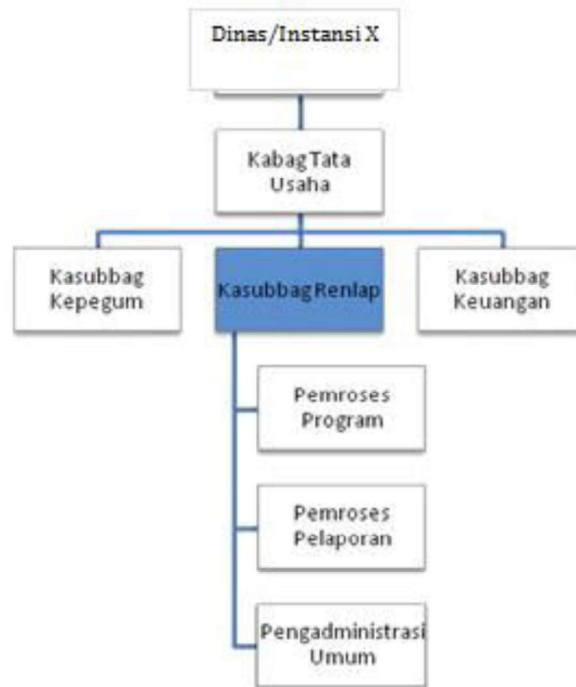 Dinas/Instansi X
Kabag Tata
Usaha
Kasubbag
Kepegum
Kasubbag Renlap
Kasubbag
Keuangan
Pemroses
Program
Pemroses
Pelaporan
Pengadministrasi
Umum